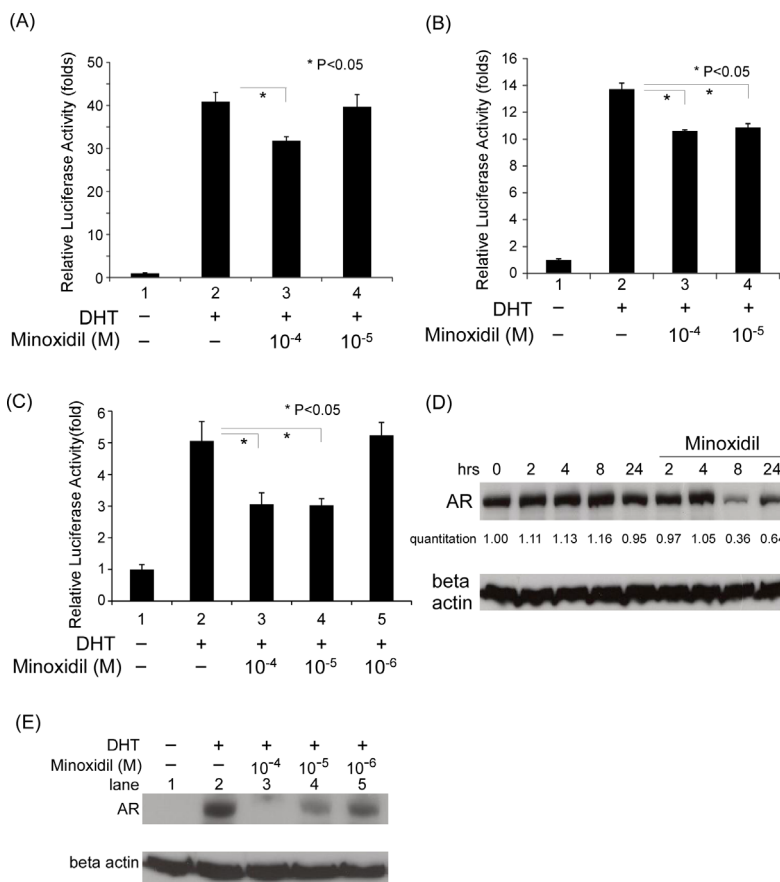 (A)
Relative Luciferase Activity (folds)
50
40
30
20
10
0
* P<0.05
*
1 2 3 4
DHT – + + +
Minoxidil (M) – – 10⁻⁴ 10⁻⁵
(B)
Relative Luciferase Activity (folds)
16
14
12
10
8
6
4
2
0
* P<0.05
* *
1 2 3 4
DHT – + + +
Minoxidil (M) – – 10⁻⁴ 10⁻⁵
(C)
Relative Luciferase Activity(fold)
6
5
4
3
2
1
0
* P<0.05
* *
1 2 3 4 5
DHT – + + + +
Minoxidil (M) – – 10⁻⁴ 10⁻⁵ 10⁻⁶
(D)
Minoxidil
hrs 0 2 4 8 24 2 4 8 24
AR
quantitation 1.00 1.11 1.13 1.16 0.95 0.97 1.05 0.36 0.64
beta
actin
(E)
DHT – + + + +
Minoxidil (M) – – 10⁻⁴ 10⁻⁵ 10⁻⁶
lane 1 2 3 4 5
AR
beta actin